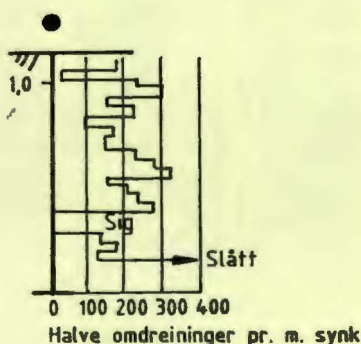 1,0
Sig
Slått
0 100 200 300 400
Halve omdreininger pr. m. synk